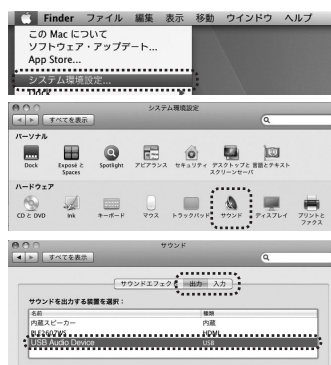 Finder ファイル 編集 表示 移動 ウインドウ ヘルプ
この Mac について
ソフトウェア・アップデート...
App Store...
システム環境設定...
Dock
システム環境設定
すべてを表示
パーソナル
Dock Exposé と Spaces Spotlight アピアランス セキュリティ デスクトップと スクリーンセーバ 言語とテキスト
ハードウェア
CD と DVD Ink キーボード マウス トラックパッド サウンド ディスプレイ プリントと ファクス
サウンド
すべてを表示
サウンドエフェクト 出力 入力
サウンドを出力する装置を選択：
名前 種類
内蔵スピーカー 内蔵
PLE2607WS HDMI
USB Audio Device USB